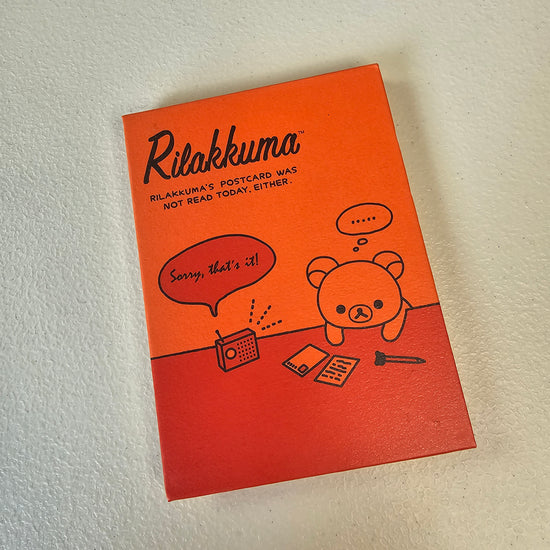 Rilakkuma™
RILAKKUMA'S POSTCARD WAS
NOT READ TODAY, EITHER.
.....
Sorry, that's it!